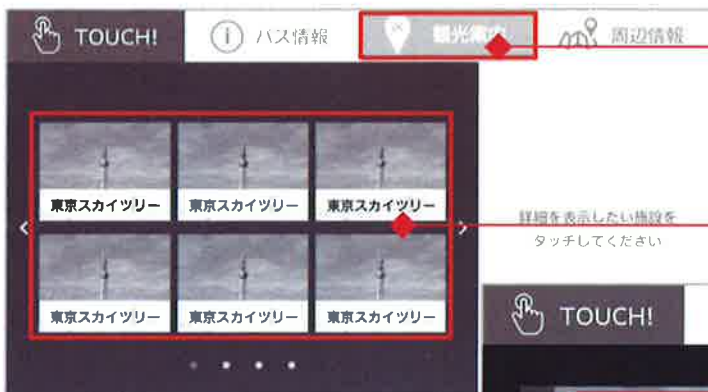 TOUCH!
バス情報
観光案内
周辺情報
東京スカイツリー
東京スカイツリー
東京スカイツリー
詳細を表示したい施設を
タッチしてください
東京スカイツリー
東京スカイツリー
東京スカイツリー
TOUCH!